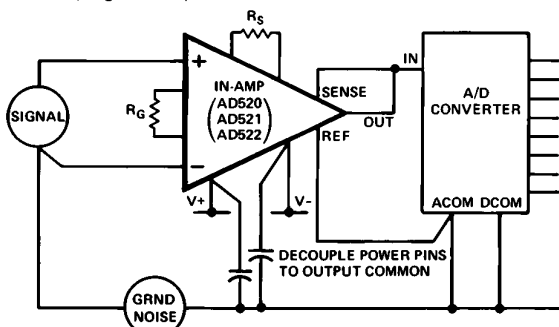 RS
+
IN-AMP
(AD520
AD521
AD522)
SENSE
OUT
REF
IN
A/D
CONVERTER
SIGNAL
RG
−
V+
V-
ACOM DCOM
DECOUPLE POWER PINS
TO OUTPUT COMMON
GRND
NOISE